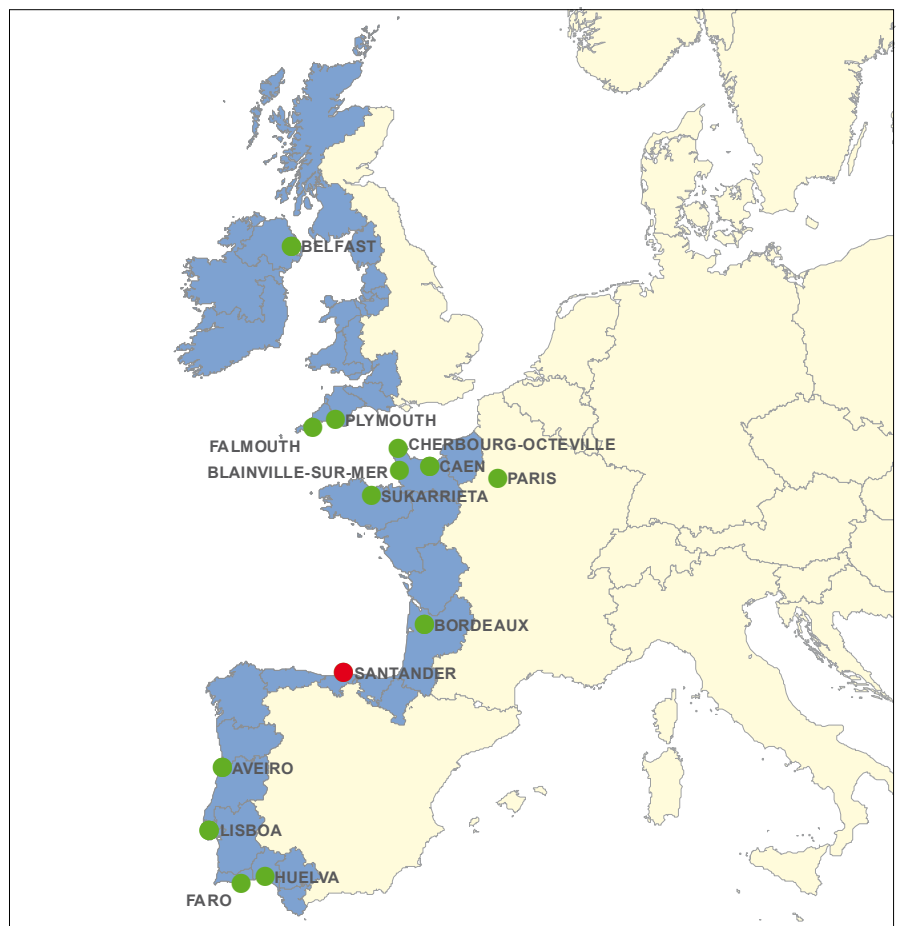 BELFAST
PLYMOUTH
FALMOUTH
CHERBOURG-OCTEVILLE
CAEN
BLAINVILLE-SUR-MER
PARIS
SUKARRIETA
BORDEAUX
SANTANDER
AVEIRO
LISBOA
HUELVA
FARO